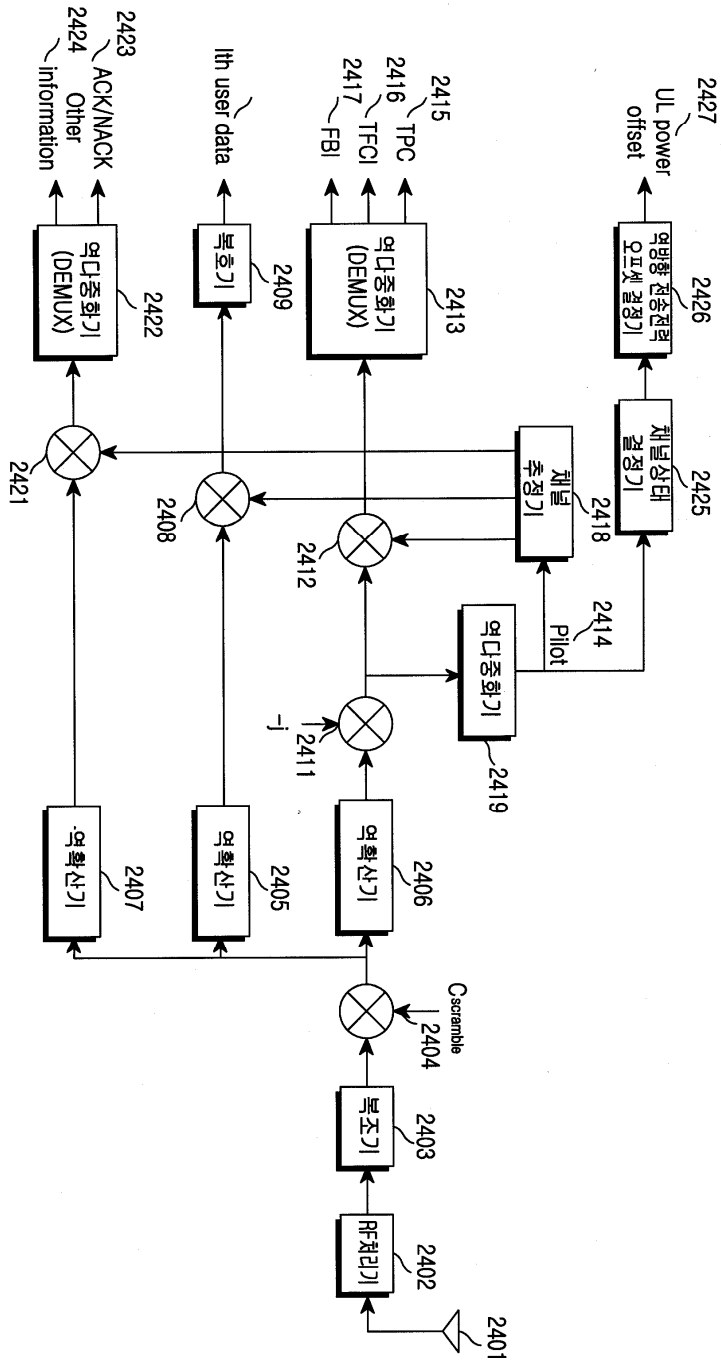 2427
UL power
offset
역방향 전송전력
오프셋 결정기
2426
채널상태
결정기
2425
2415
TPC
2416
TFCI
2417
FBI
역다중화기
(DEMUX)
2413
채널
추정기
2418
Pilot
2414
2412
역다중화기
2419
-j
2411
역확산기
2406
Ith user data
복호기
2409
2408
역확산기
2405
2423
ACK/NACK
Other
information
2424
역다중화기
(DEMUX)
2422
2421
역확산기
2407
Cscramble
2404
복조기
2403
RF처리기
2402
2401